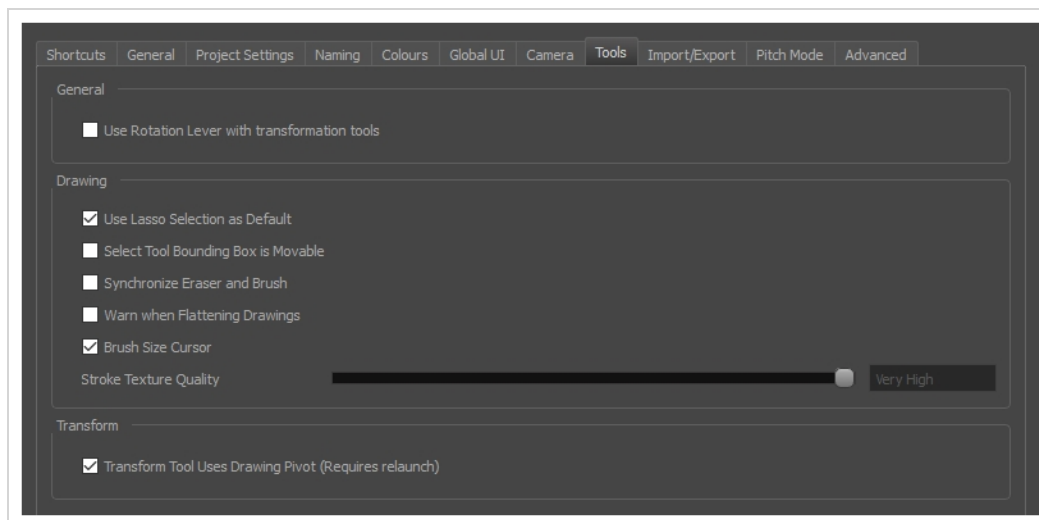 Shortcuts General Project Settings Naming Colours Global UI Camera Tools Import/Export Pitch Mode Advanced
General
Use Rotation Lever with transformation tools
Drawing
Use Lasso Selection as Default
Select Tool Bounding Box is Movable
Synchronize Eraser and Brush
Warn when Flattening Drawings
Brush Size Cursor
Stroke Texture Quality Very High
Transform
Transform Tool Uses Drawing Pivot (Requires relaunch)